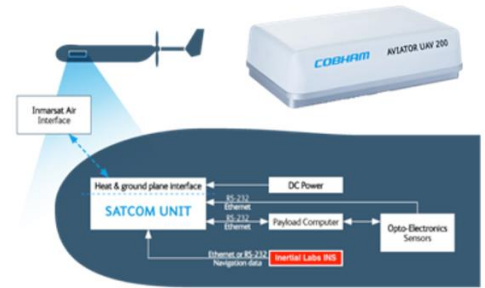 COBHAM
AVIATOR UAV 200
Inmarsat Air
Interface
Heat & ground plane interface
DC Power
SATCOM UNIT
RS-232
Ethernet
RS-232
Ethernet
Payload Computer
Opto-Electronics
Sensors
Ethernet or RS-232
Navigation data
Inertial Labs INS